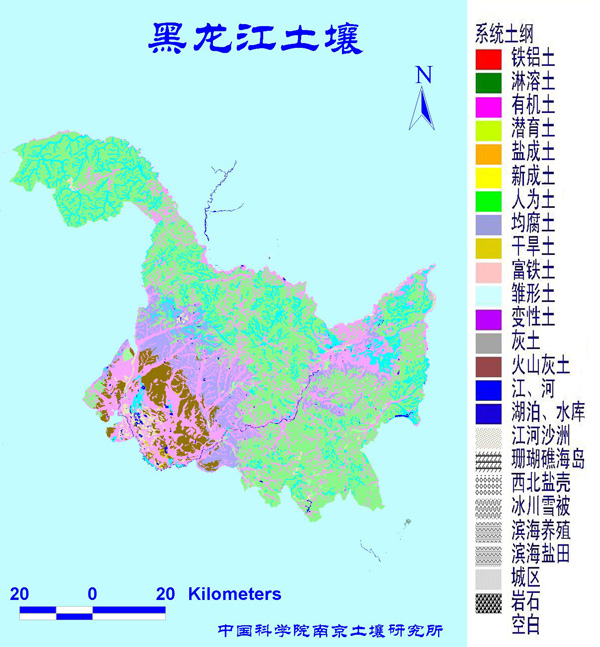 黑龙江土壤
N
20 0 20 Kilometers
中国科学院南京土壤研究所
系统土纲
铁铝土
淋溶土
有机土
潜育土
盐成土
新成土
人为土
均腐土
干旱土
富铁土
雏形土
变性土
灰土
火山灰土
江、河
湖泊、水库
江河沙洲
珊瑚礁海岛
西北盐壳
冰川雪被
滨海养殖
滨海盐田
城区
岩石
空白